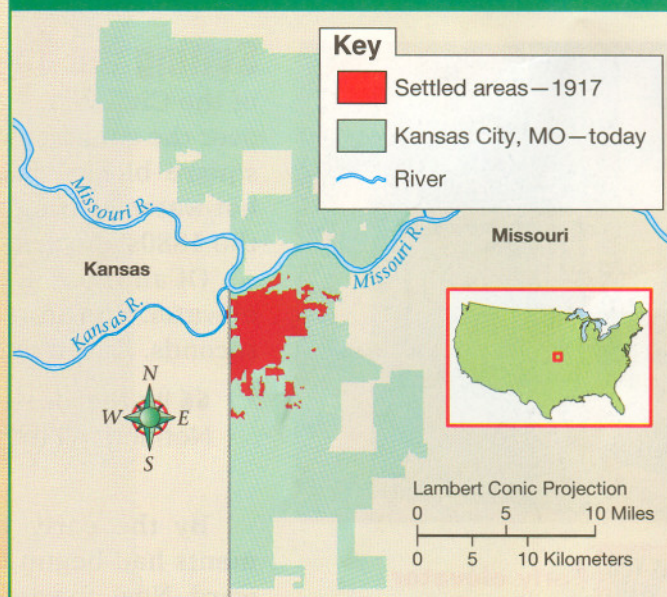 Key
Settled areas—1917
Kansas City, MO—today
River
Missouri R.
Missouri R.
Missouri
Kansas
Kansas R.
N
W
E
S
Lambert Conic Projection
0 5 10 Miles
0 5 10 Kilometers